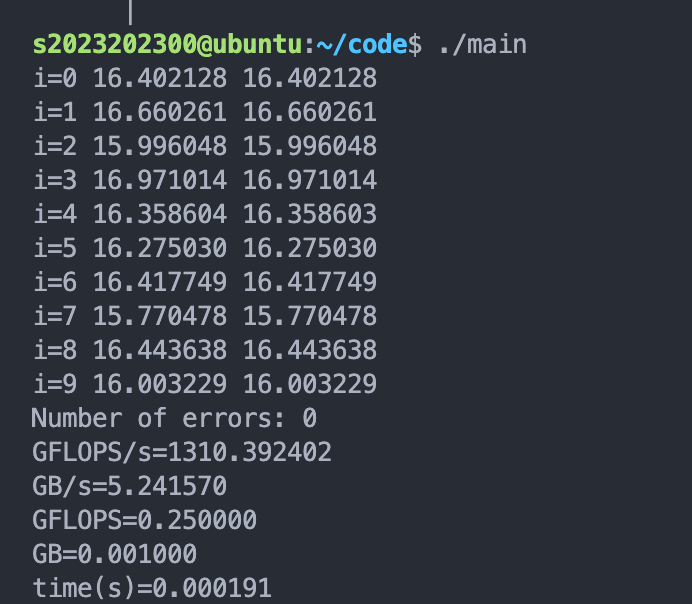 s2023202300@ubuntu:~/code$ ./main
i=0 16.402128 16.402128
i=1 16.660261 16.660261
i=2 15.996048 15.996048
i=3 16.971014 16.971014
i=4 16.358604 16.358603
i=5 16.275030 16.275030
i=6 16.417749 16.417749
i=7 15.770478 15.770478
i=8 16.443638 16.443638
i=9 16.003229 16.003229
Number of errors: 0
GFLOPS/s=1310.392402
GB/s=5.241570
GFLOPS=0.250000
GB=0.001000
time(s)=0.000191